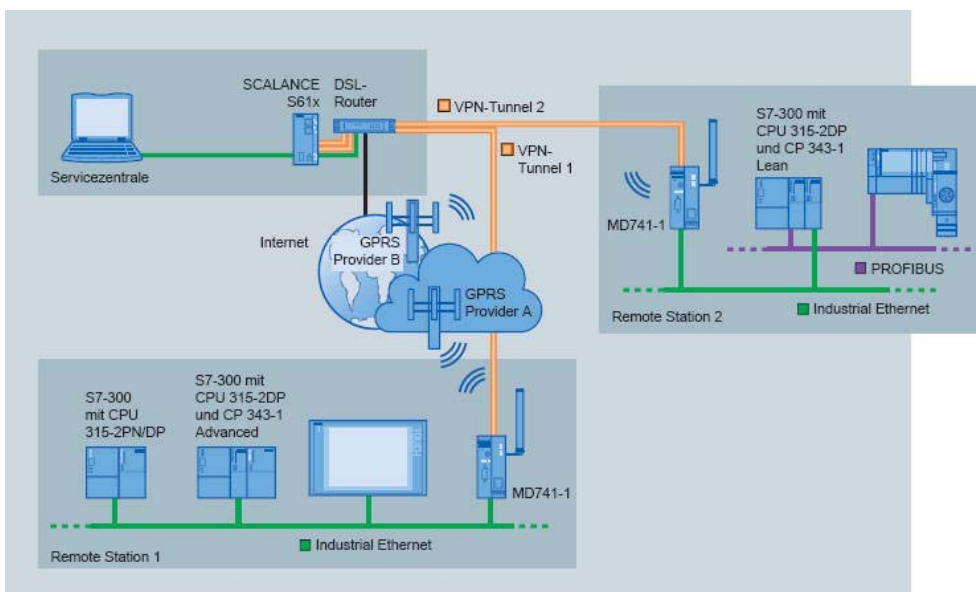 SCALANCE
S61x
DSL-
Router
Servicezentrale
VPN-Tunnel 2
VPN-
Tunnel 1
Internet
GPRS
Provider B
GPRS
Provider A
S7-300 mit
CPU 315-2DP
und CP 343-1
Lean
MD741-1
PROFIBUS
Industrial Ethernet
Remote Station 2
S7-300
mit CPU
315-2PN/DP
S7-300 mit
CPU 315-2DP
und CP 343-1
Advanced
MD741-1
Industrial Ethernet
Remote Station 1